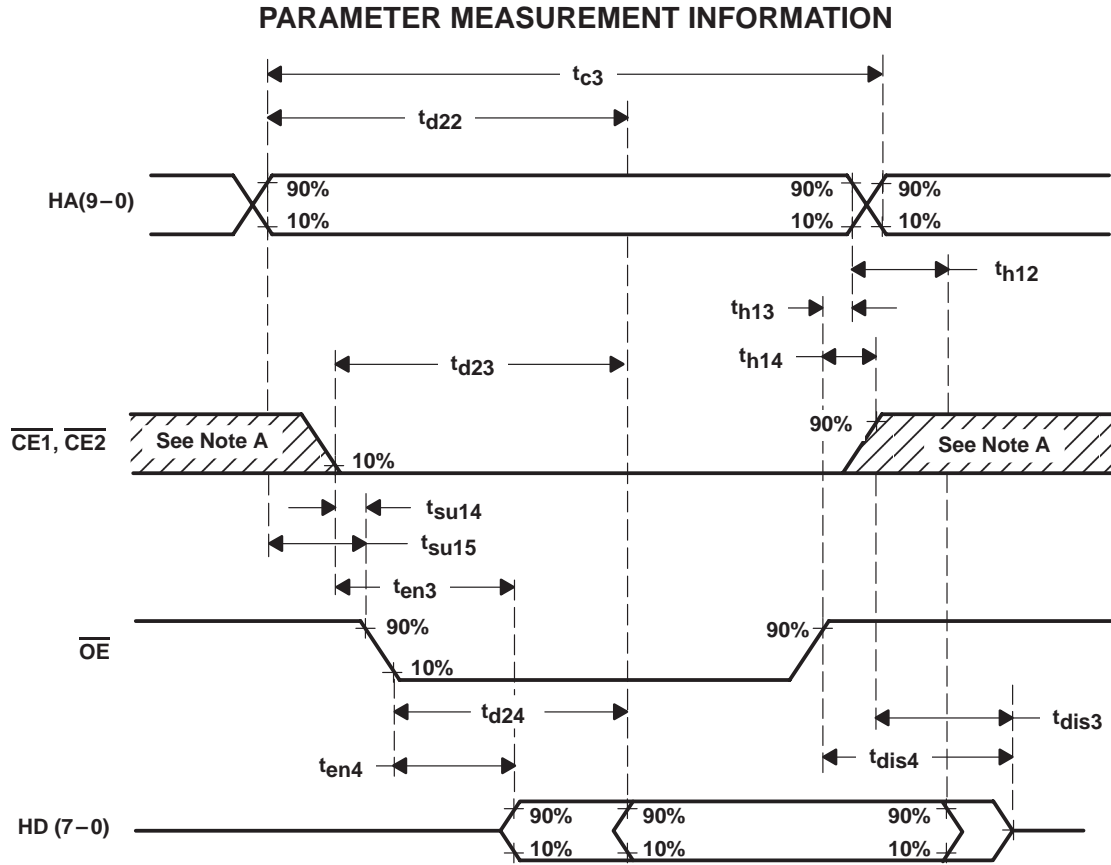 PARAMETER MEASUREMENT INFORMATION
tc3
td22
HA(9−0)
90% 90% 90%
10% 10% 10%
th12
th13
th14
td23
CE1, CE2
See Note A
90%
See Note A
10%
tsu14
tsu15
ten3
OE
90% 90%
10%
td24
tdis3
ten4
tdis4
HD (7−0)
90% 90% 90%
10% 10% 10%